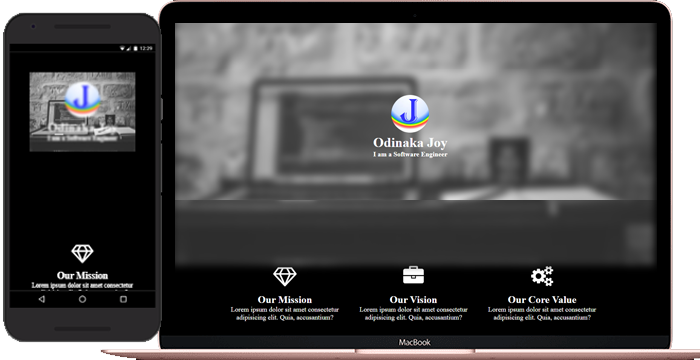 12:29
J
Odinaka Joy
I am a Software Engineer
Our Mission
Lorem ipsum dolor sit amet consectetur
J
Odinaka Joy
I am a Software Engineer
Our Mission
Lorem ipsum dolor sit amet consectetur
adipisicing elit. Quia, accusantium?
Our Vision
Lorem ipsum dolor sit amet consectetur
adipisicing elit. Quia, accusantium?
Our Core Value
Lorem ipsum dolor sit amet consectetur
adipisicing elit. Quia, accusantium?
MacBook